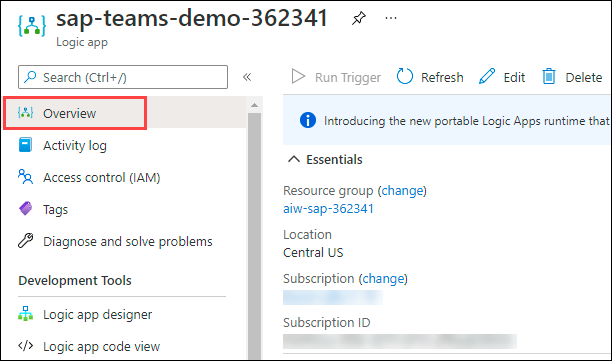 sap-teams-demo-362341
Logic app
Search (Ctrl+/)
Overview
Activity log
Access control (IAM)
Tags
Diagnose and solve problems
Development Tools
Logic app designer
Logic app code view
Run Trigger
Refresh
Edit
Delete
Introducing the new portable Logic Apps runtime that
Essentials
Resource group (change)
aiw-sap-362341
Location
Central US
Subscription (change)
Subscription ID